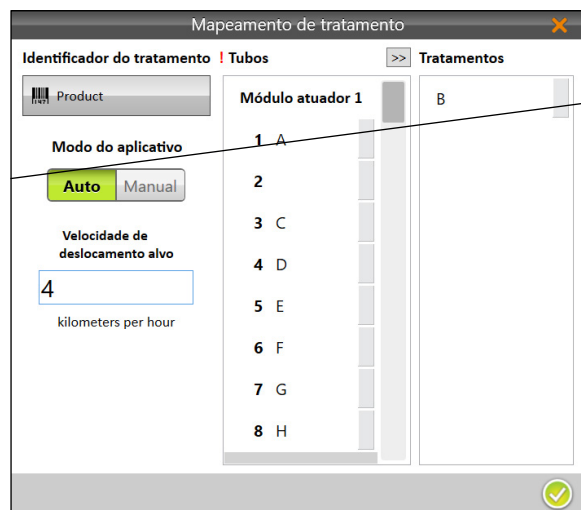 Mapeamento de tratamento
Identificador do tratamento ! Tubos >> Tratamentos
Product
Módulo atuador 1
B
Modo do aplicativo
Auto Manual
Velocidade de
deslocamento alvo
4
kilometers per hour
1 A
2
3 C
4 D
5 E
6 F
7 G
8 H